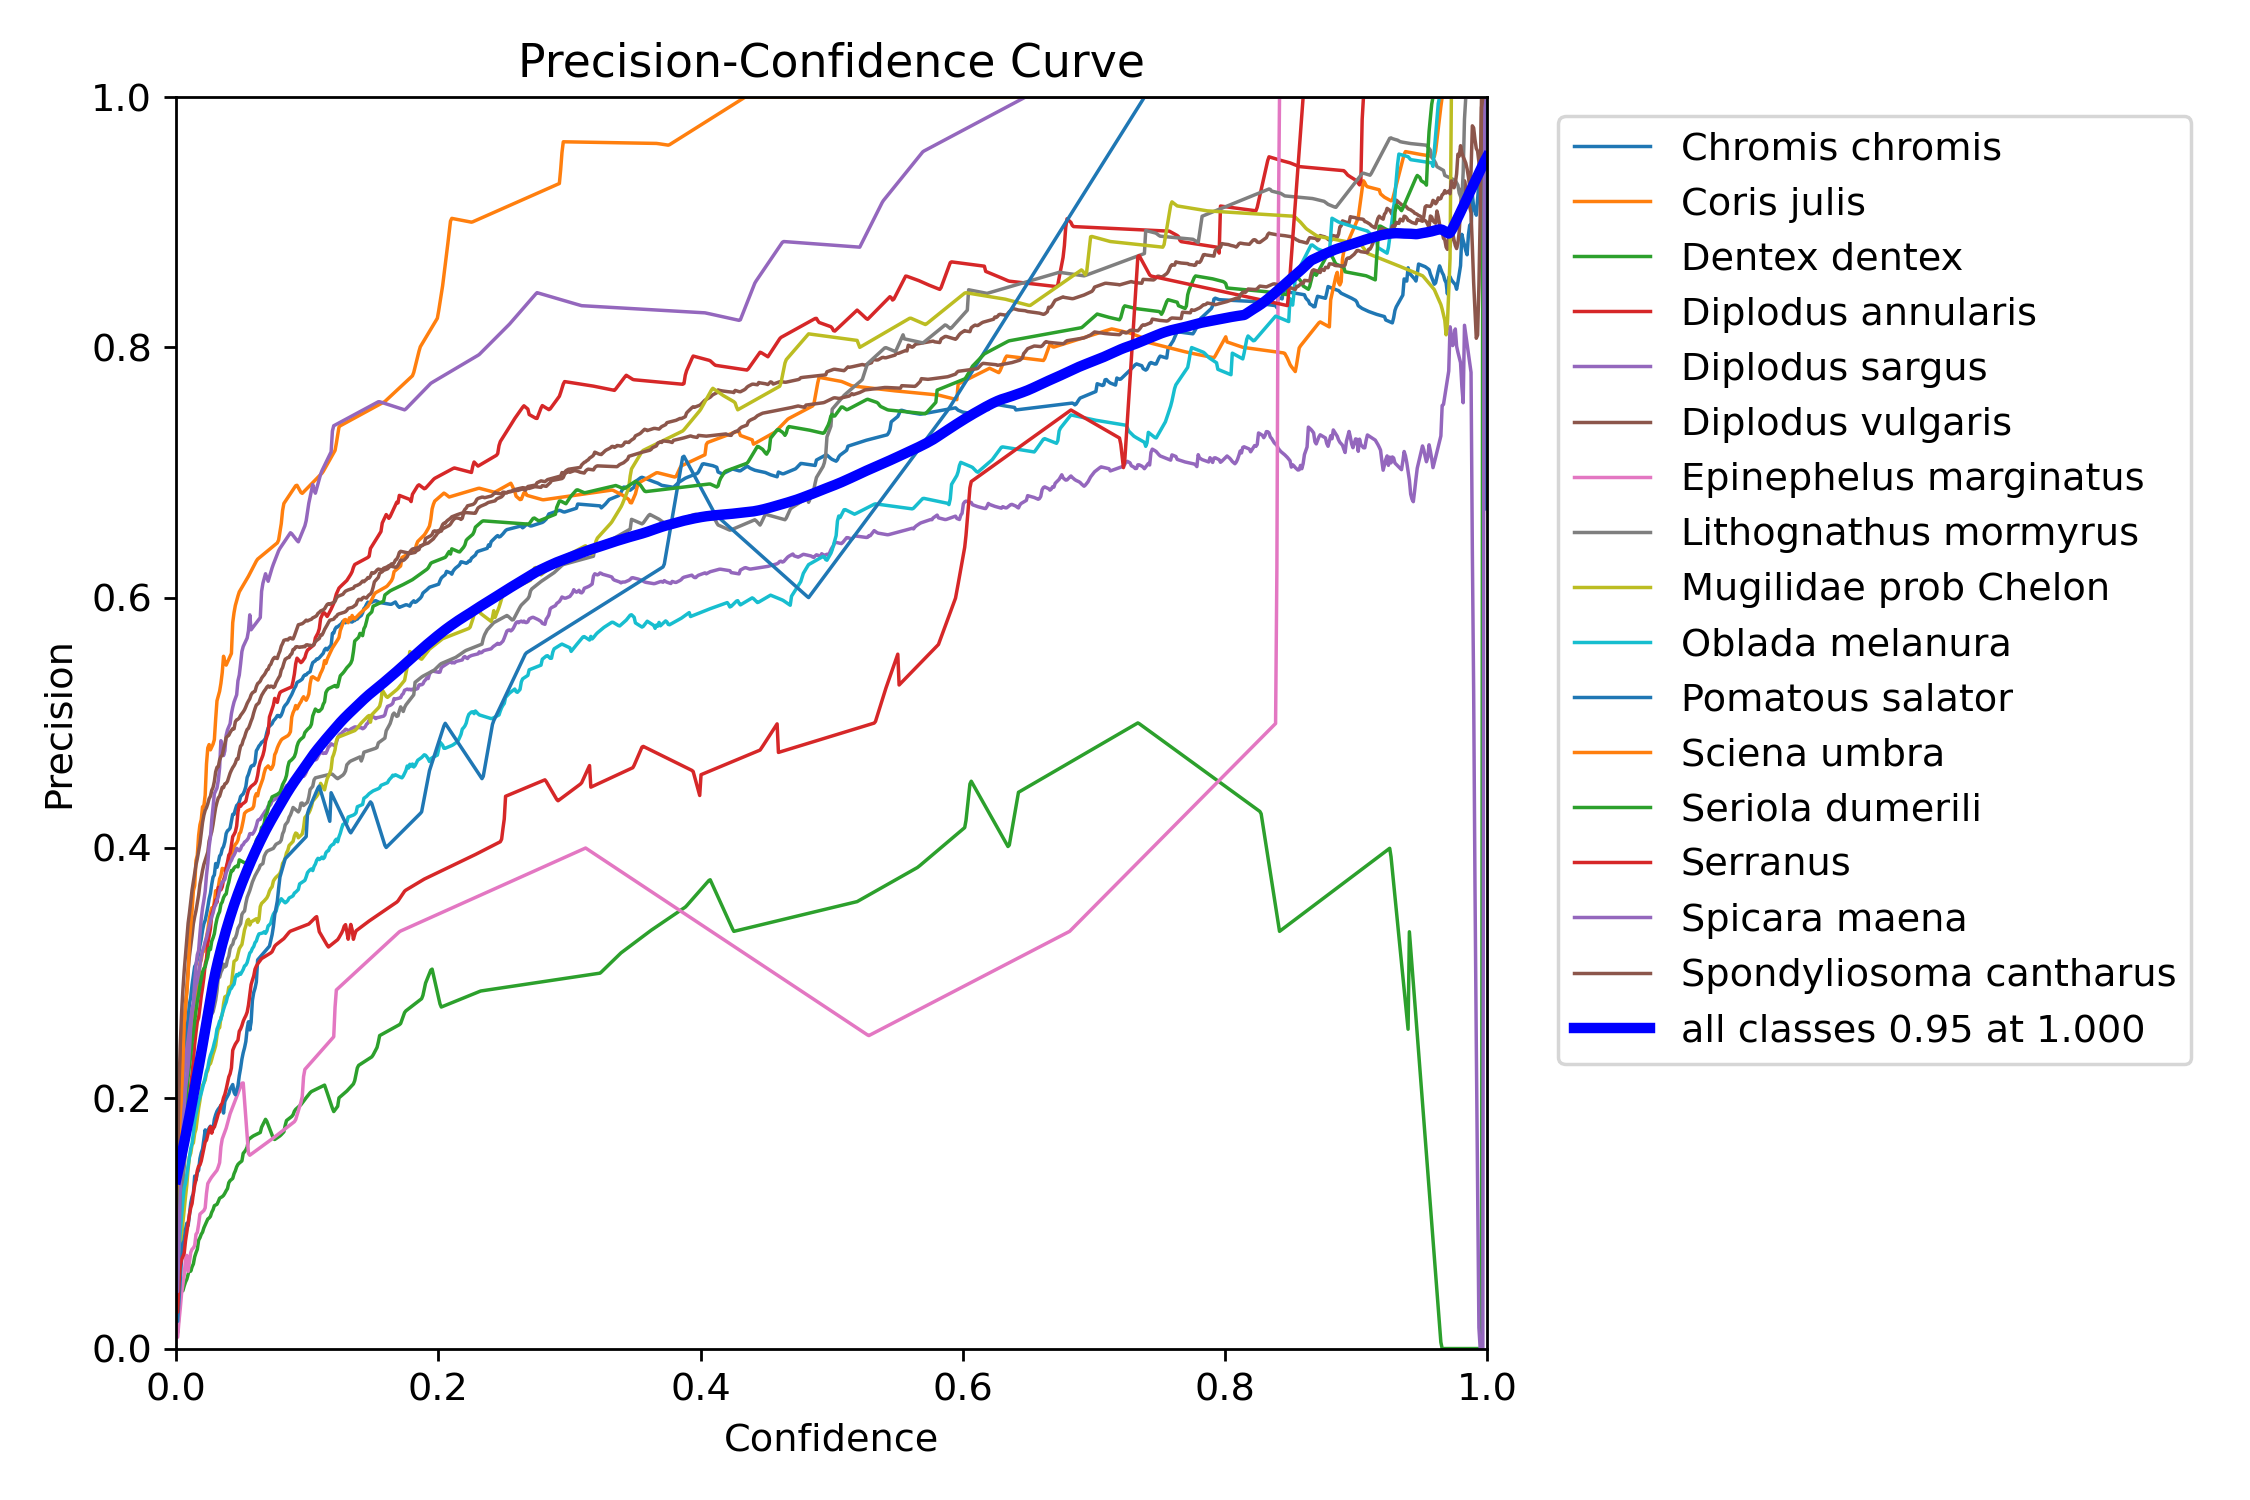 Precision-Confidence Curve
1.0
0.8
0.6
0.4
0.2
0.0
Precision
0.0 0.2 0.4 0.6 0.8 1.0
Confidence
Chromis chromis
Coris julis
Dentex dentex
Diplodus annularis
Diplodus sargus
Diplodus vulgaris
Epinephelus marginatus
Lithognathus mormyrus
Mugilidae prob Chelon
Oblada melanura
Pomatous salator
Sciena umbra
Seriola dumerili
Serranus
Spicara maena
Spondyliosoma cantharus
all classes 0.95 at 1.000